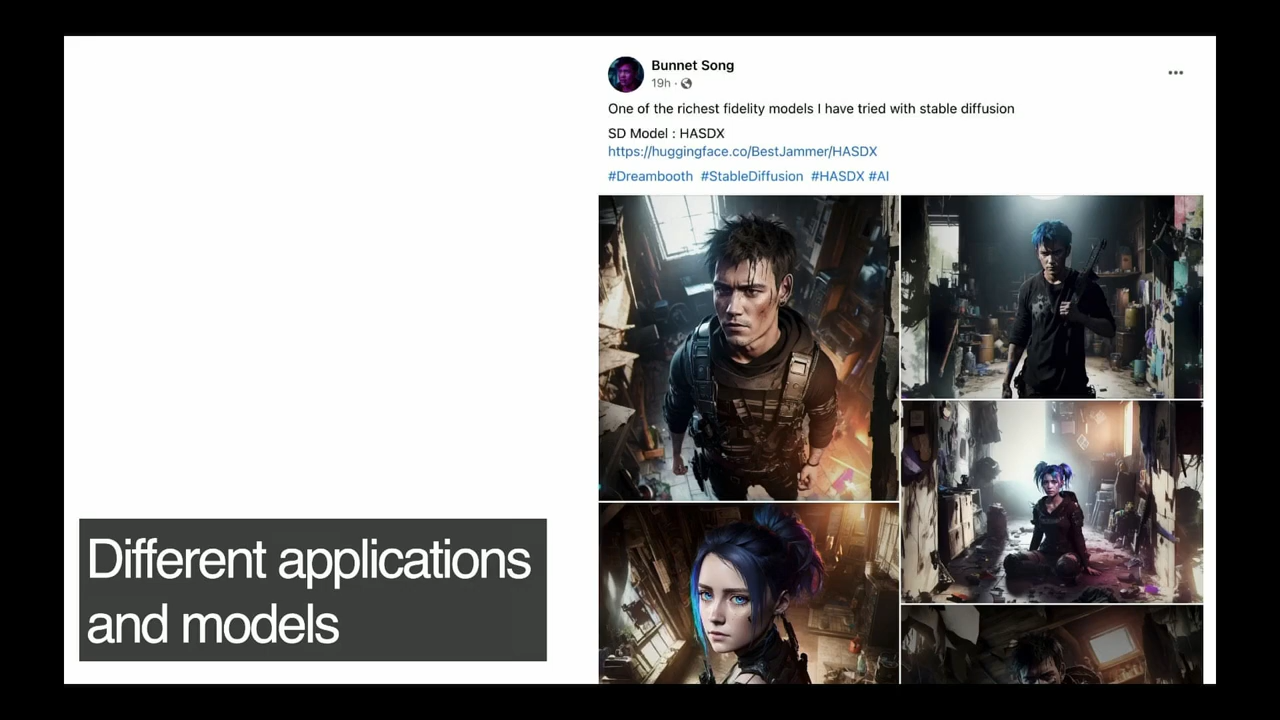 Bunnet Song
19h ·
One of the richest fidelity models I have tried with stable diffusion
SD Model : HASDX
https://huggingface.co/BestJammer/HASDX
#Dreambooth #StableDiffusion #HASDX #AI
Different applications
and models